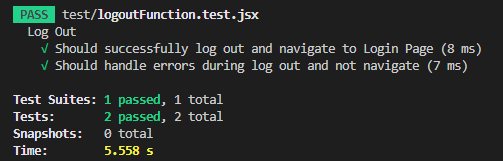 PASS test/logoutFunction.test.jsx
Log Out
√ Should successfully log out and navigate to Login Page (8 ms)
√ Should handle errors during log out and not navigate (7 ms)
Test Suites: 1 passed, 1 total
Tests: 2 passed, 2 total
Snapshots: 0 total
Time: 5.558 s